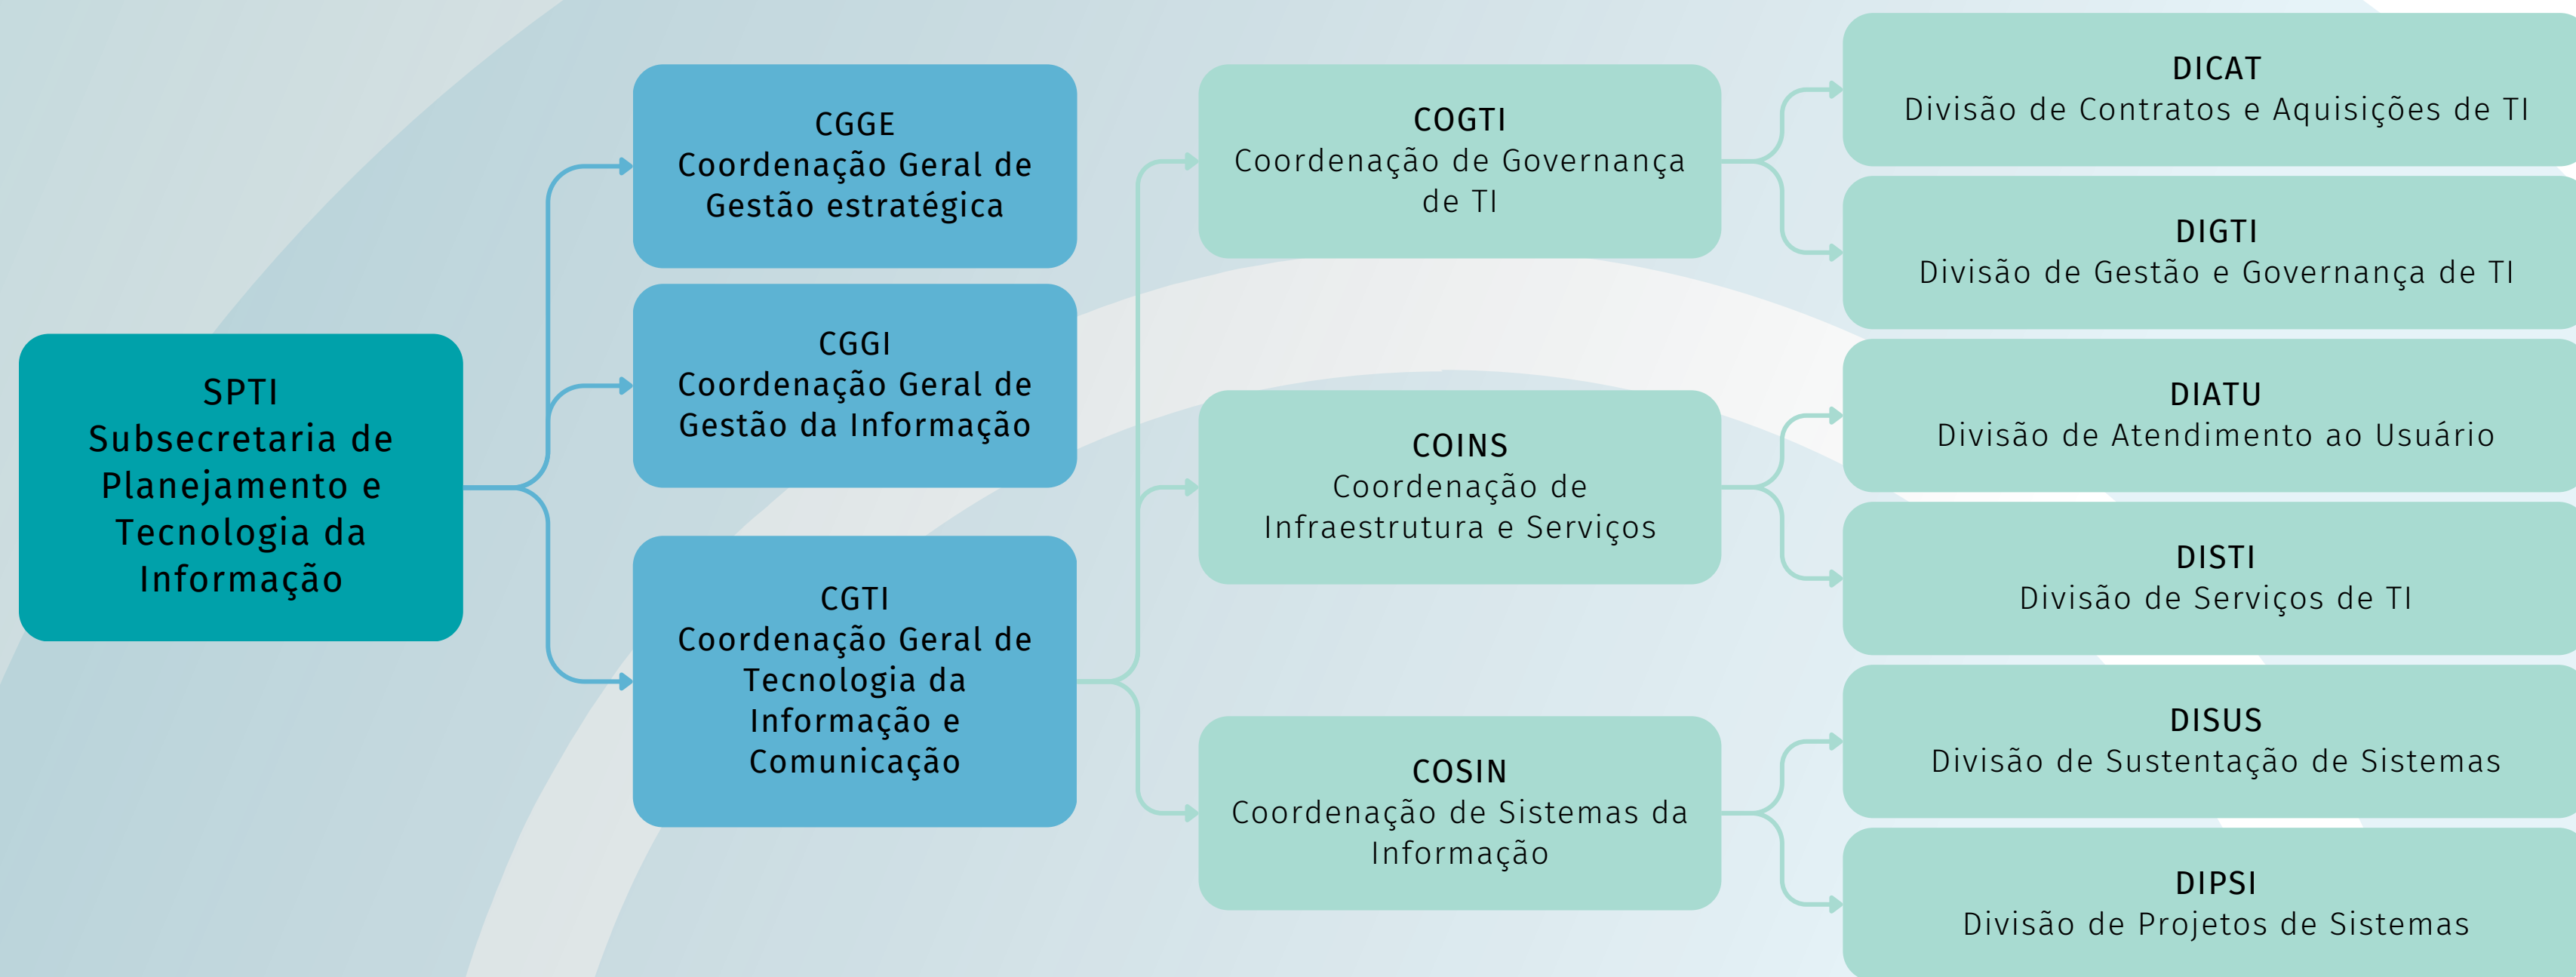 SPTI
Subsecretaria de
Planejamento e
Tecnologia da
Informação
CGGE
Coordenação Geral de
Gestão estratégica
CGGI
Coordenação Geral de
Gestão da Informação
CGTI
Coordenação Geral de
Tecnologia da
Informação e
Comunicação
COGTI
Coordenação de Governança
de TI
COINS
Coordenação de
Infraestrutura e Serviços
COSIN
Coordenação de Sistemas da
Informação
DICAT
Divisão de Contratos e Aquisições de TI
DIGTI
Divisão de Gestão e Governança de TI
DIATU
Divisão de Atendimento ao Usuário
DISTI
Divisão de Serviços de TI
DISUS
Divisão de Sustentação de Sistemas
DIPSI
Divisão de Projetos de Sistemas